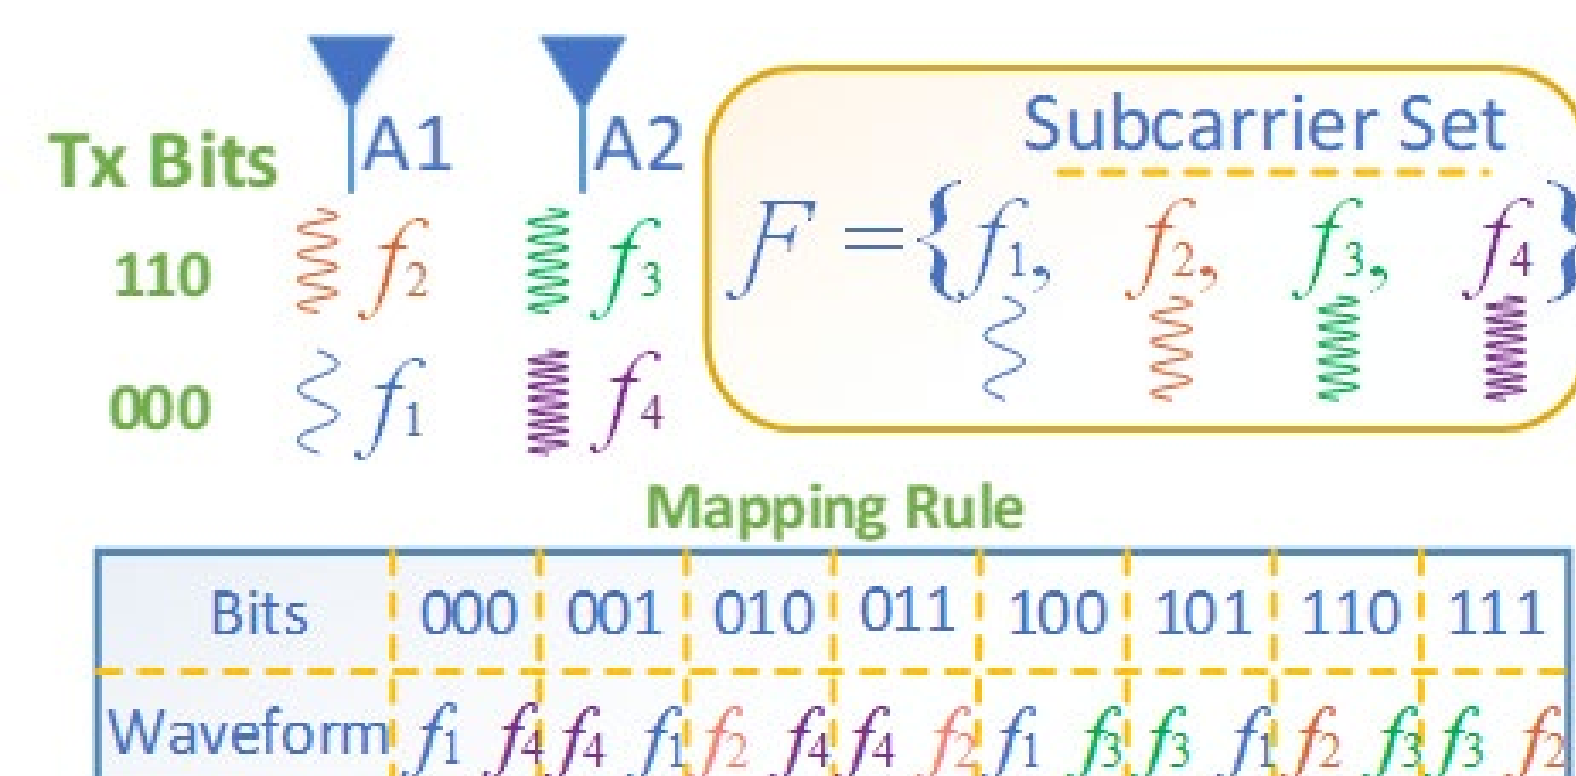 A1 A2 Subcarrier Set
Tx Bits
110 f2 f3 F = {f1, f2, f3, f4}
000 f1 f4
Mapping Rule
Bits 000 001 010 011 100 101 110 111
Waveform f1 f4 f4 f1 f2 f4 f4 f2 f1 f3 f3 f1 f2 f3 f3 f2